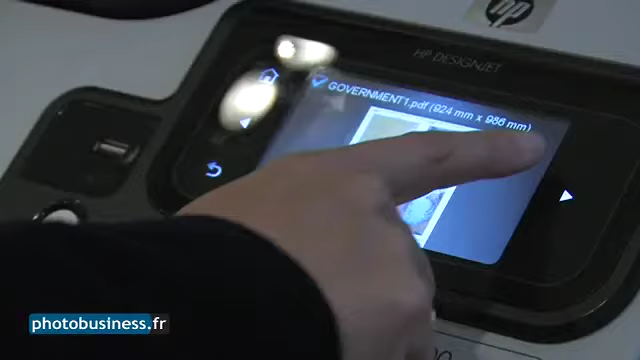 hp
HP DESIGNJET
GOVERNMENT1.pdf (924 mm x 986 mm)
photobusiness.fr